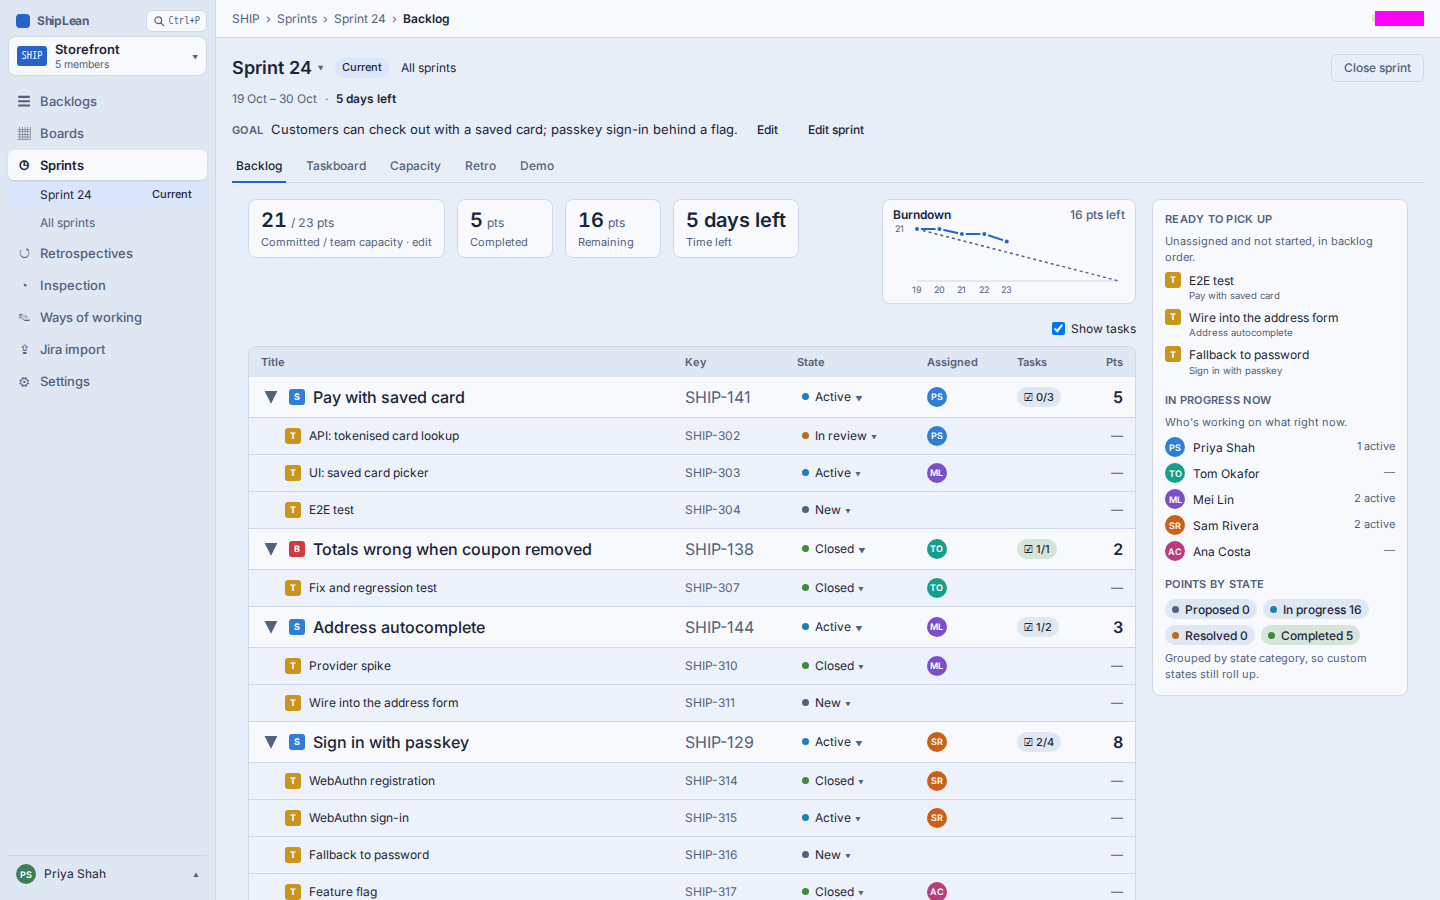 ShipLean
Ctrl+P
SHIP
Storefront
5 members
Backlogs
Boards
Sprints
Sprint 24
Current
All sprints
Retrospectives
Inspection
Ways of working
Jira import
Settings
PS Priya Shah
SHIP › Sprints › Sprint 24 › Backlog
Sprint 24 Current All sprints
Close sprint
19 Oct – 30 Oct · 5 days left
GOAL Customers can check out with a saved card; passkey sign-in behind a flag. Edit Edit sprint
Backlog Taskboard Capacity Retro Demo
21 / 23 pts
Committed / team capacity · edit
5 pts
Completed
16 pts
Remaining
5 days left
Time left
Burndown 16 pts left
21
19 20 21 22 23
Show tasks
Title Key State Assigned Tasks Pts
S Pay with saved card SHIP-141 Active PS 0/3 5
T API: tokenised card lookup SHIP-302 In review PS —
T UI: saved card picker SHIP-303 Active ML —
T E2E test SHIP-304 New —
B Totals wrong when coupon removed SHIP-138 Closed TO 1/1 2
T Fix and regression test SHIP-307 Closed TO —
S Address autocomplete SHIP-144 Active ML 1/2 3
T Provider spike SHIP-310 Closed ML —
T Wire into the address form SHIP-311 New —
S Sign in with passkey SHIP-129 Active SR 2/4 8
T WebAuthn registration SHIP-314 Closed SR —
T WebAuthn sign-in SHIP-315 Active SR —
T Fallback to password SHIP-316 New —
T Feature flag SHIP-317 Closed AC —
READY TO PICK UP
Unassigned and not started, in backlog
order.
T E2E test
Pay with saved card
T Wire into the address form
Address autocomplete
T Fallback to password
Sign in with passkey
IN PROGRESS NOW
Who's working on what right now.
PS Priya Shah 1 active
TO Tom Okafor —
ML Mei Lin 2 active
SR Sam Rivera 2 active
AC Ana Costa —
POINTS BY STATE
Proposed 0 In progress 16
Resolved 0 Completed 5
Grouped by state category, so custom
states still roll up.